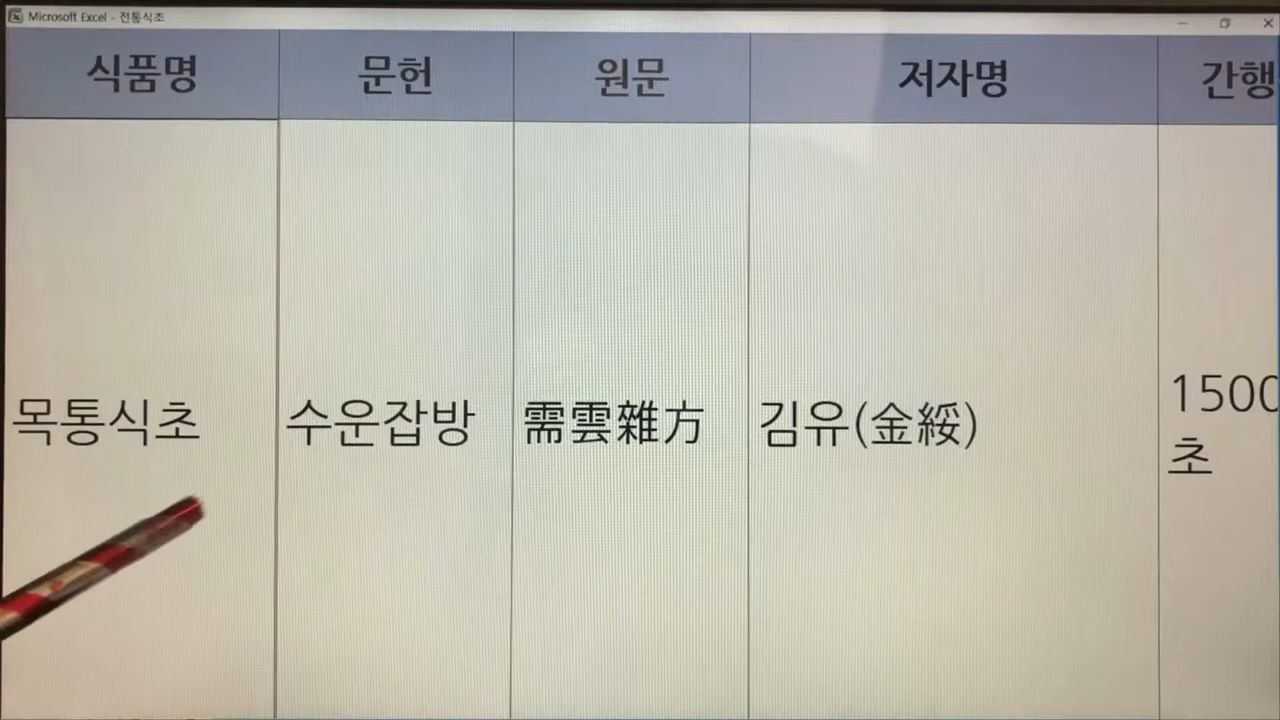 Microsoft Excel - 전통식초
식품명 문헌 원문 저자명 간행
목통식초 수운잡방 需雲雜方 김유(金綏) 1500
초